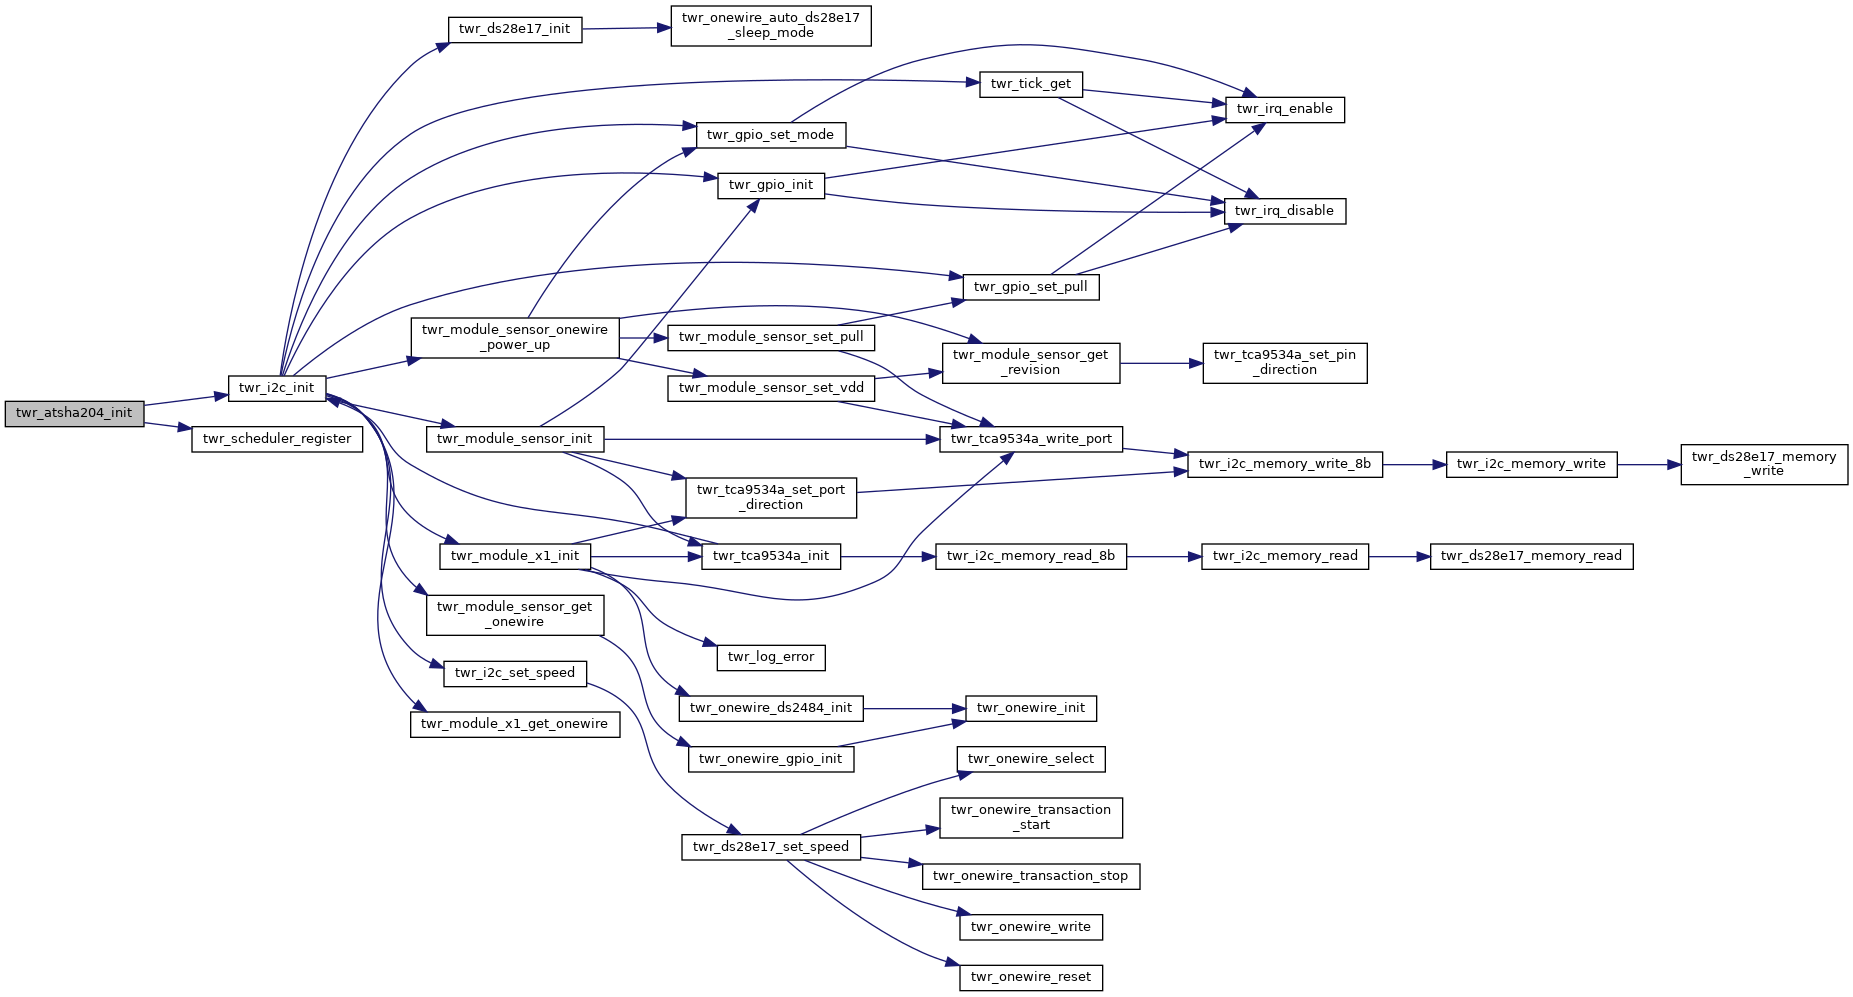 twr_ds28e17_init
twr_onewire_auto_ds28e17
_sleep_mode
twr_tick_get
twr_irq_enable
twr_gpio_set_mode
twr_gpio_init
twr_irq_disable
twr_gpio_set_pull
twr_module_sensor_onewire
_power_up
twr_module_sensor_set_pull
twr_module_sensor_get
_revision
twr_tca9534a_set_pin
_direction
twr_i2c_init
twr_module_sensor_set_vdd
twr_atsha204_init
twr_scheduler_register
twr_module_sensor_init
twr_tca9534a_write_port
twr_i2c_memory_write_8b
twr_i2c_memory_write
twr_ds28e17_memory
_write
twr_tca9534a_set_port
_direction
twr_module_x1_init
twr_tca9534a_init
twr_i2c_memory_read_8b
twr_i2c_memory_read
twr_ds28e17_memory_read
twr_module_sensor_get
_onewire
twr_log_error
twr_i2c_set_speed
twr_onewire_ds2484_init
twr_onewire_init
twr_module_x1_get_onewire
twr_onewire_gpio_init
twr_onewire_select
twr_onewire_transaction
_start
twr_ds28e17_set_speed
twr_onewire_transaction_stop
twr_onewire_write
twr_onewire_reset